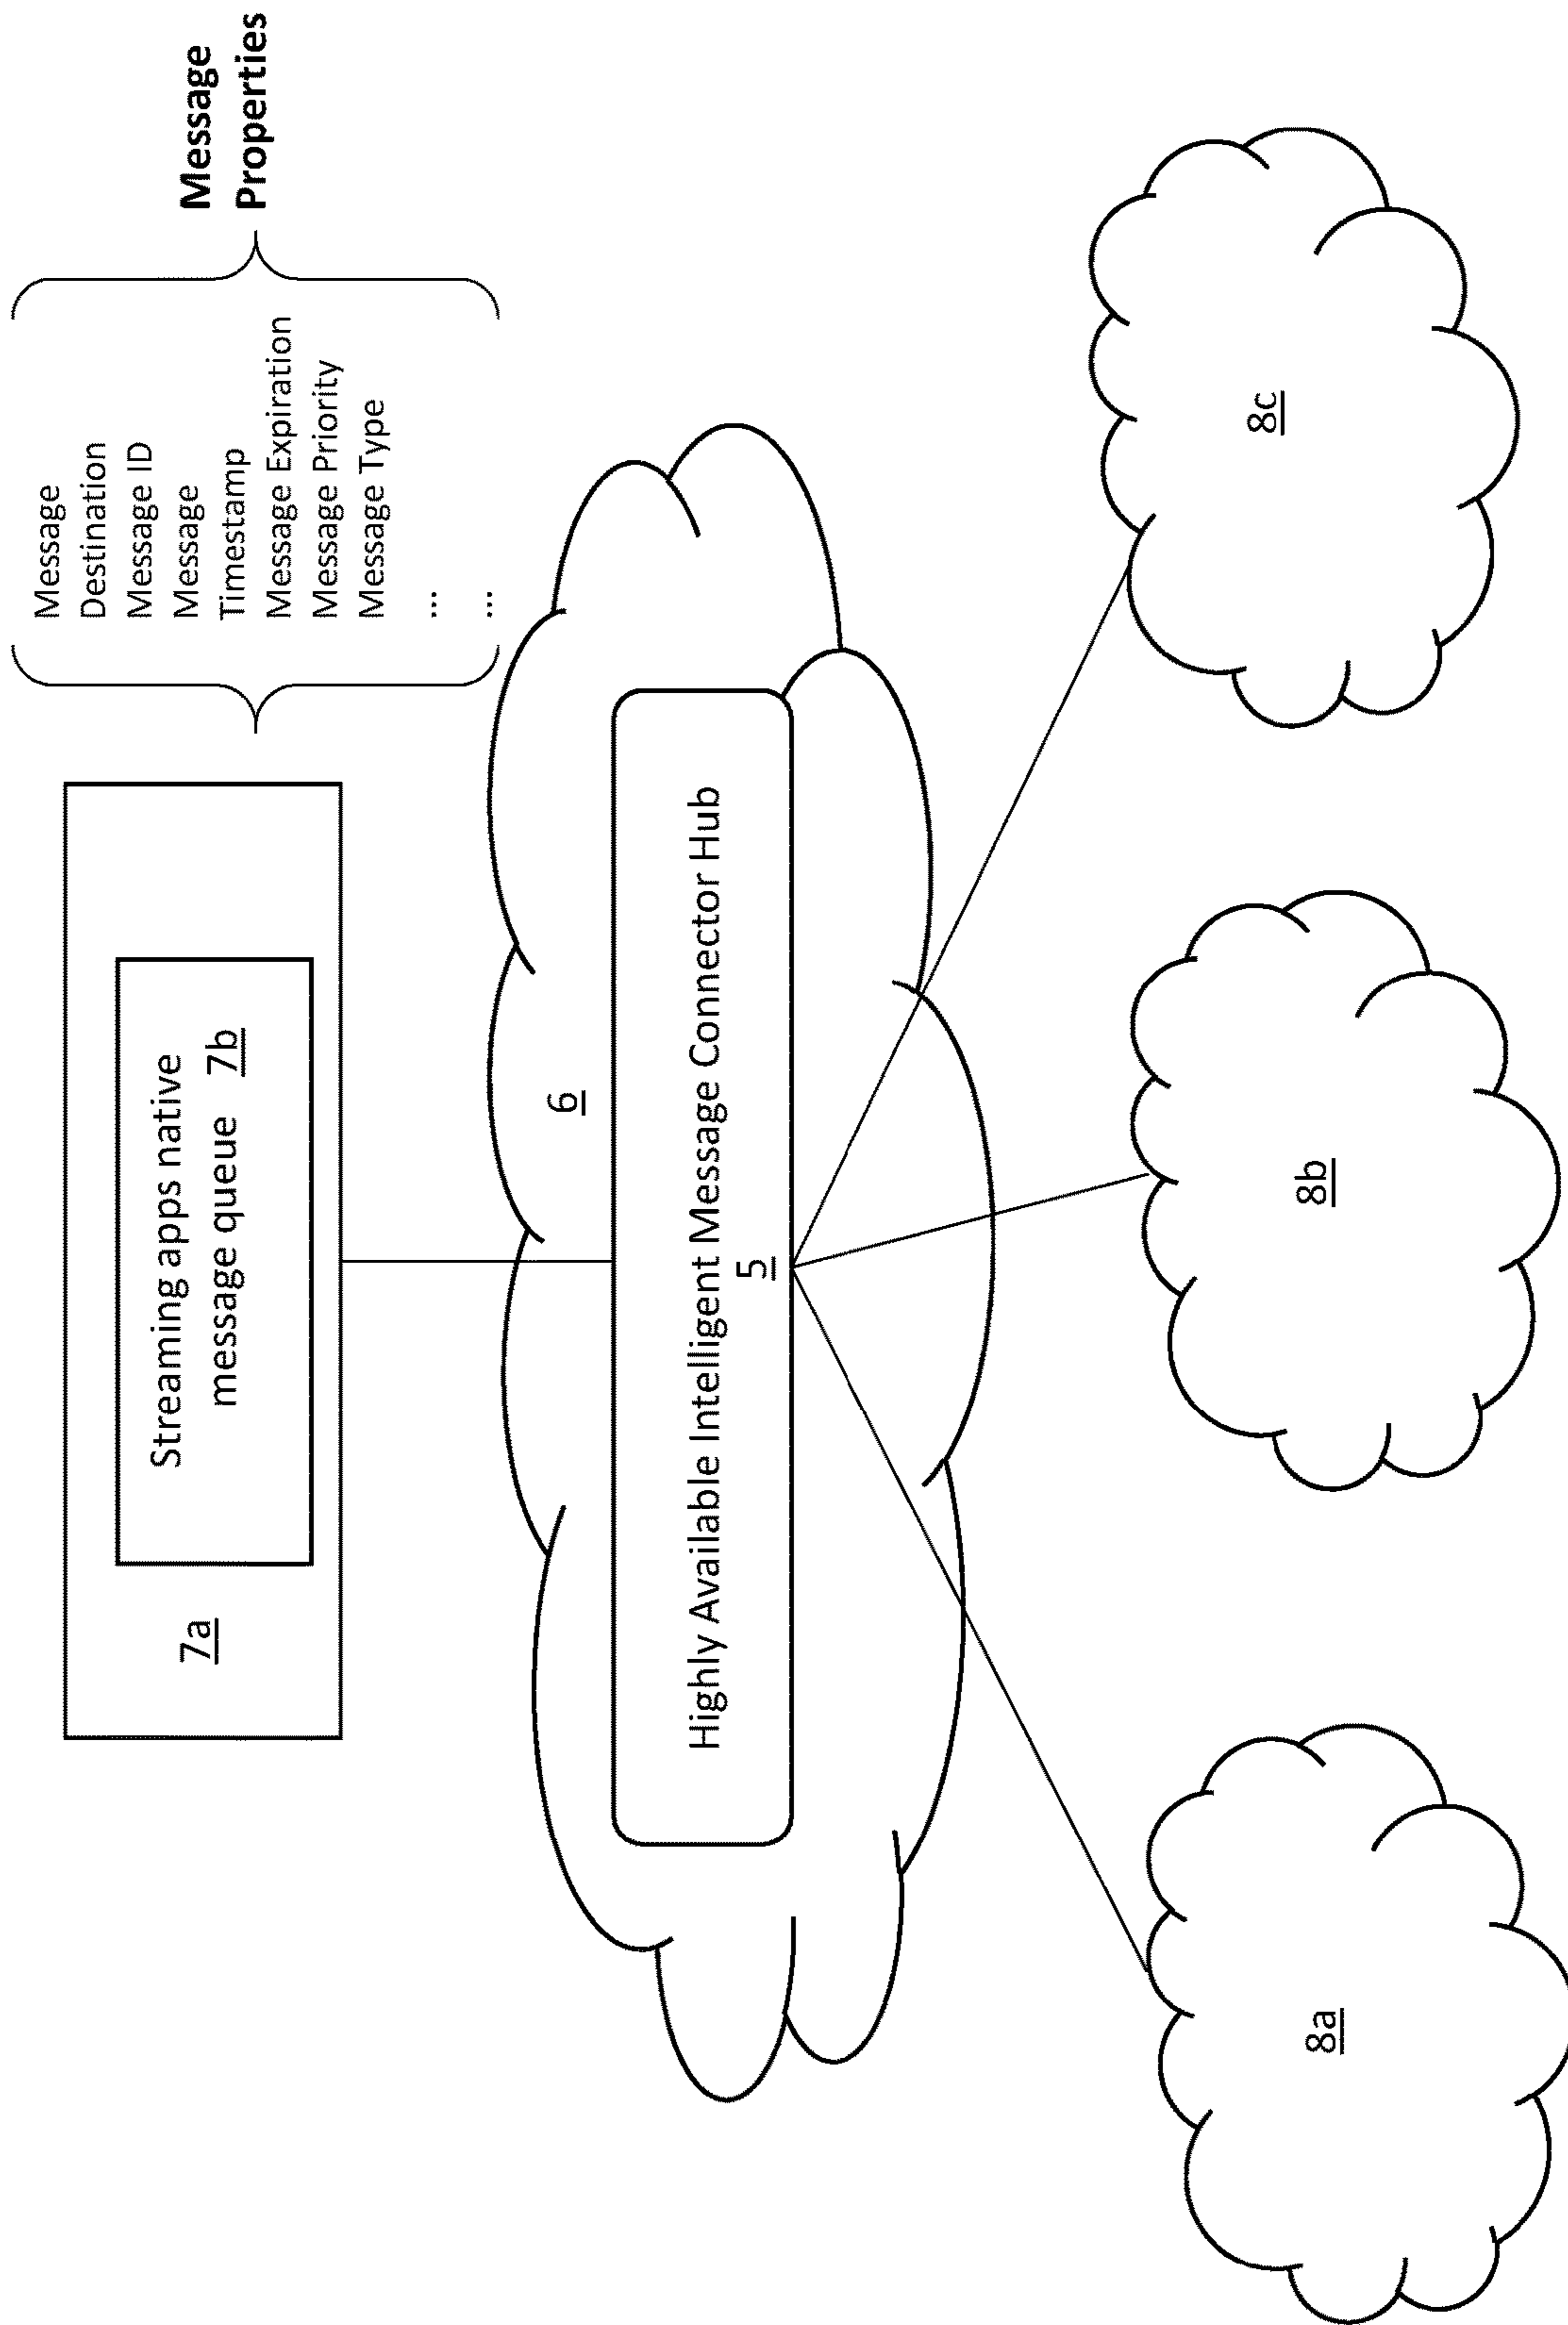 Streaming apps native
message queue 7b
7a
Message
Destination
Message ID
Message
Timestamp
Message Expiration
Message Priority
Message Type
...
...
Message
Properties
6
Highly Available Intelligent Message Connector Hub
5
8a
8b
8c